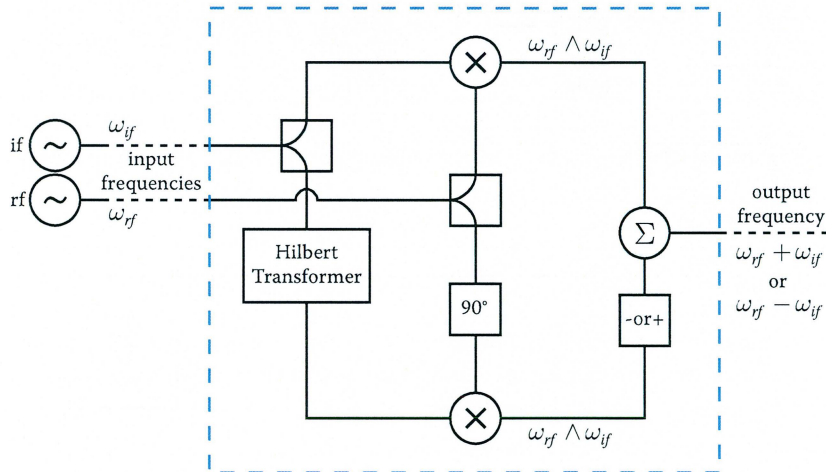 ω_rf ∧ ω_if
if
~
ω_if
input
frequencies
rf
~
ω_rf
Hilbert
Transformer
90°
Σ
-or+
output
frequency
ω_rf + ω_if
or
ω_rf − ω_if
ω_rf ∧ ω_if